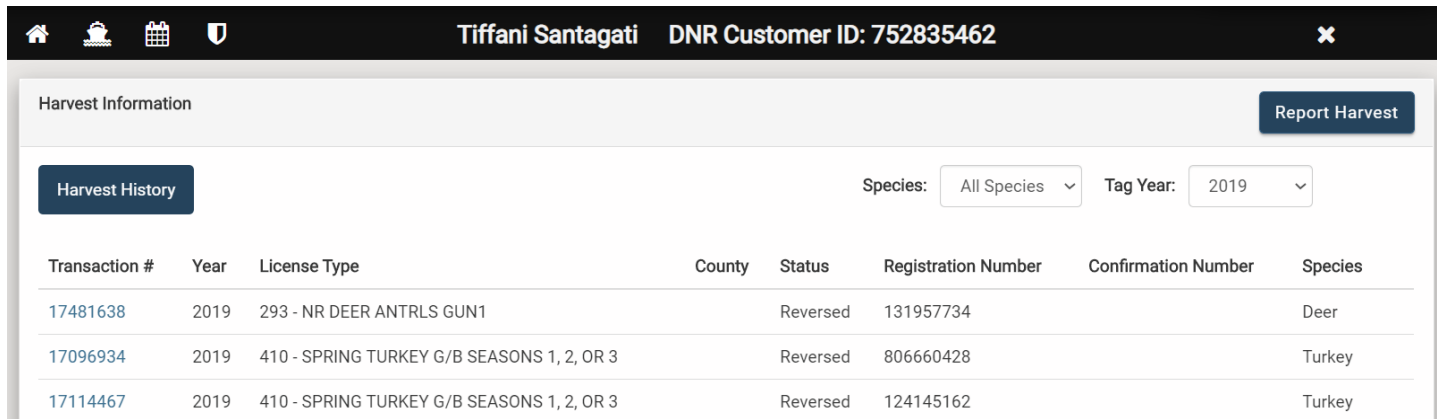 Tiffani Santagati DNR Customer ID: 752835462
Harvest Information
Report Harvest
Harvest History Species: All Species Tag Year: 2019
Transaction # Year License Type County Status Registration Number Confirmation Number Species
17481638 2019 293 - NR DEER ANTRLS GUN1 Reversed 131957734 Deer
17096934 2019 410 - SPRING TURKEY G/B SEASONS 1, 2, OR 3 Reversed 806660428 Turkey
17114467 2019 410 - SPRING TURKEY G/B SEASONS 1, 2, OR 3 Reversed 124145162 Turkey